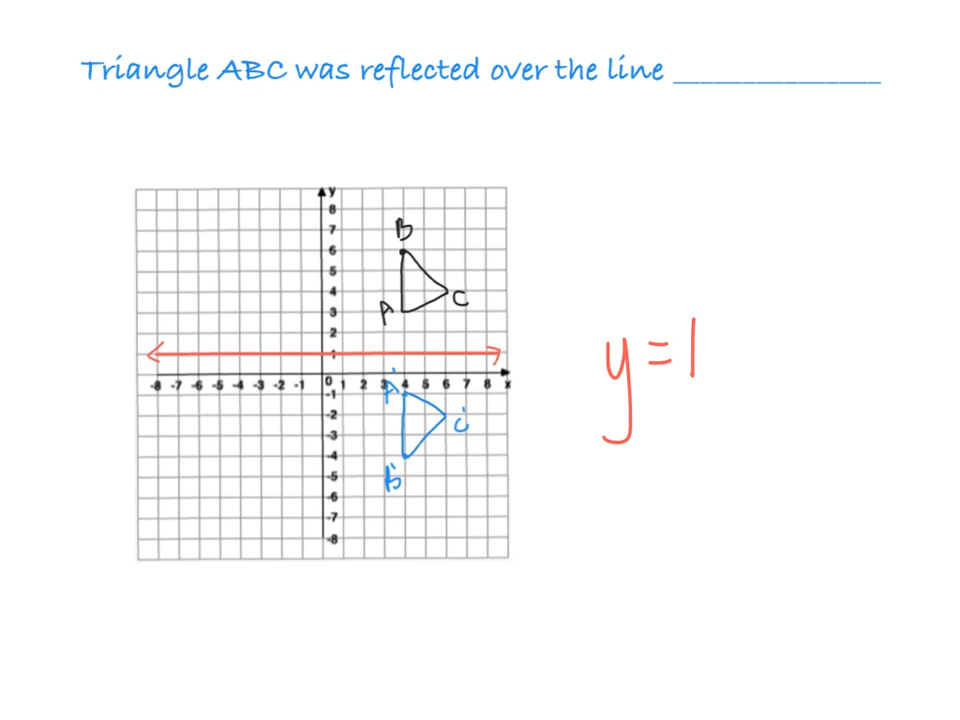 Triangle ABC was reflected over the line _______________
y
8
7
B
6
5
4
C
3
A
2
1
y=1
-8 -7 -6 -5 -4 -3 -2 -1 0 1 2 3 4 5 6 7 8 x
A'
-1
-2
C'
-3
-4
B'
-5
-6
-7
-8